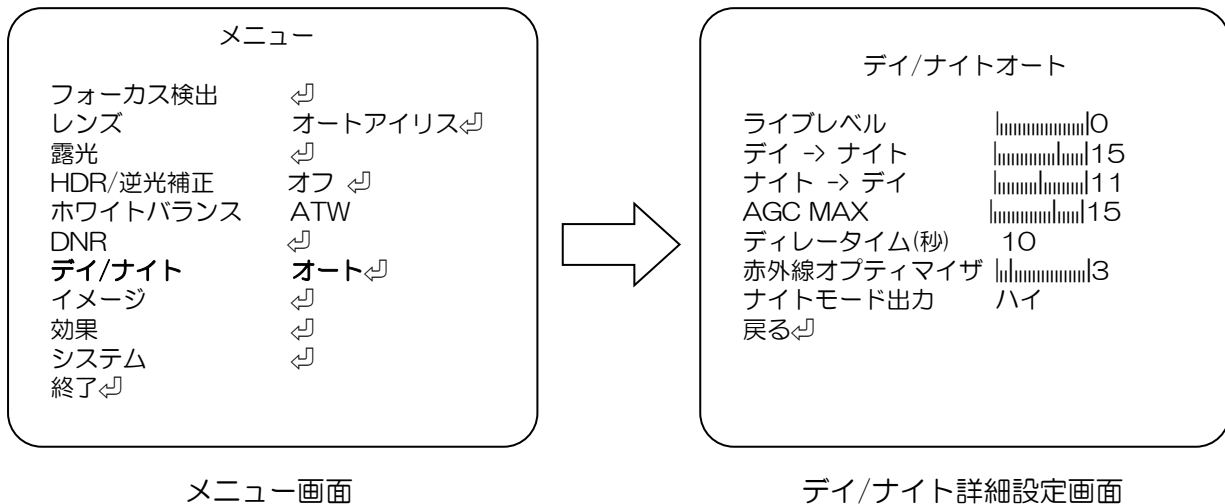 メニュー
フォーカス検出 ⏎
レンズ オートアイリス⏎
露光 ⏎
HDR/逆光補正 オフ ⏎
ホワイトバランス ATW
DNR ⏎
デイ/ナイト オート⏎
イメージ ⏎
効果 ⏎
システム ⏎
終了⏎
メニュー画面
デイ/ナイトオート
ライブレベル 0
デイ -> ナイト 15
ナイト -> デイ 11
AGC MAX 15
ディレータイム(秒) 10
赤外線オプティマイザ 3
ナイトモード出力 ハイ
戻る⏎
デイ/ナイト詳細設定画面